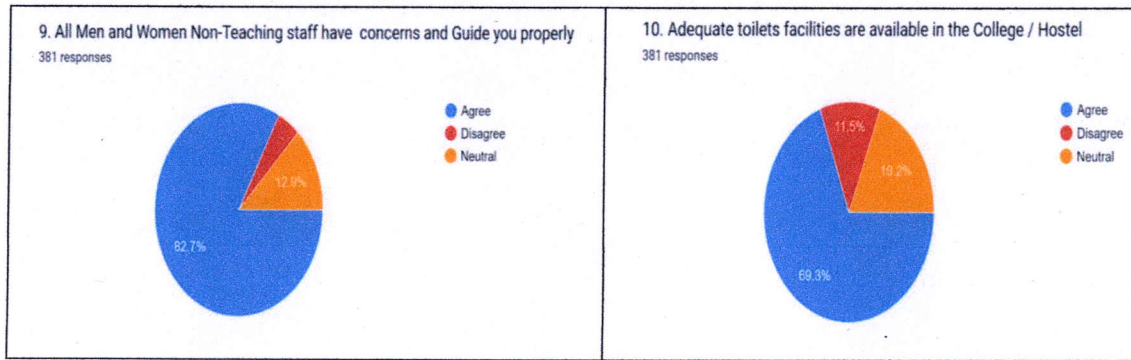 9. All Men and Women Non-Teaching staff have concerns and Guide you properly
381 responses
Agree
Disagree
Neutral
12.9%
82.7%
10. Adequate toilets facilities are available in the College / Hostel
381 responses
Agree
Disagree
Neutral
11.5%
19.2%
69.3%